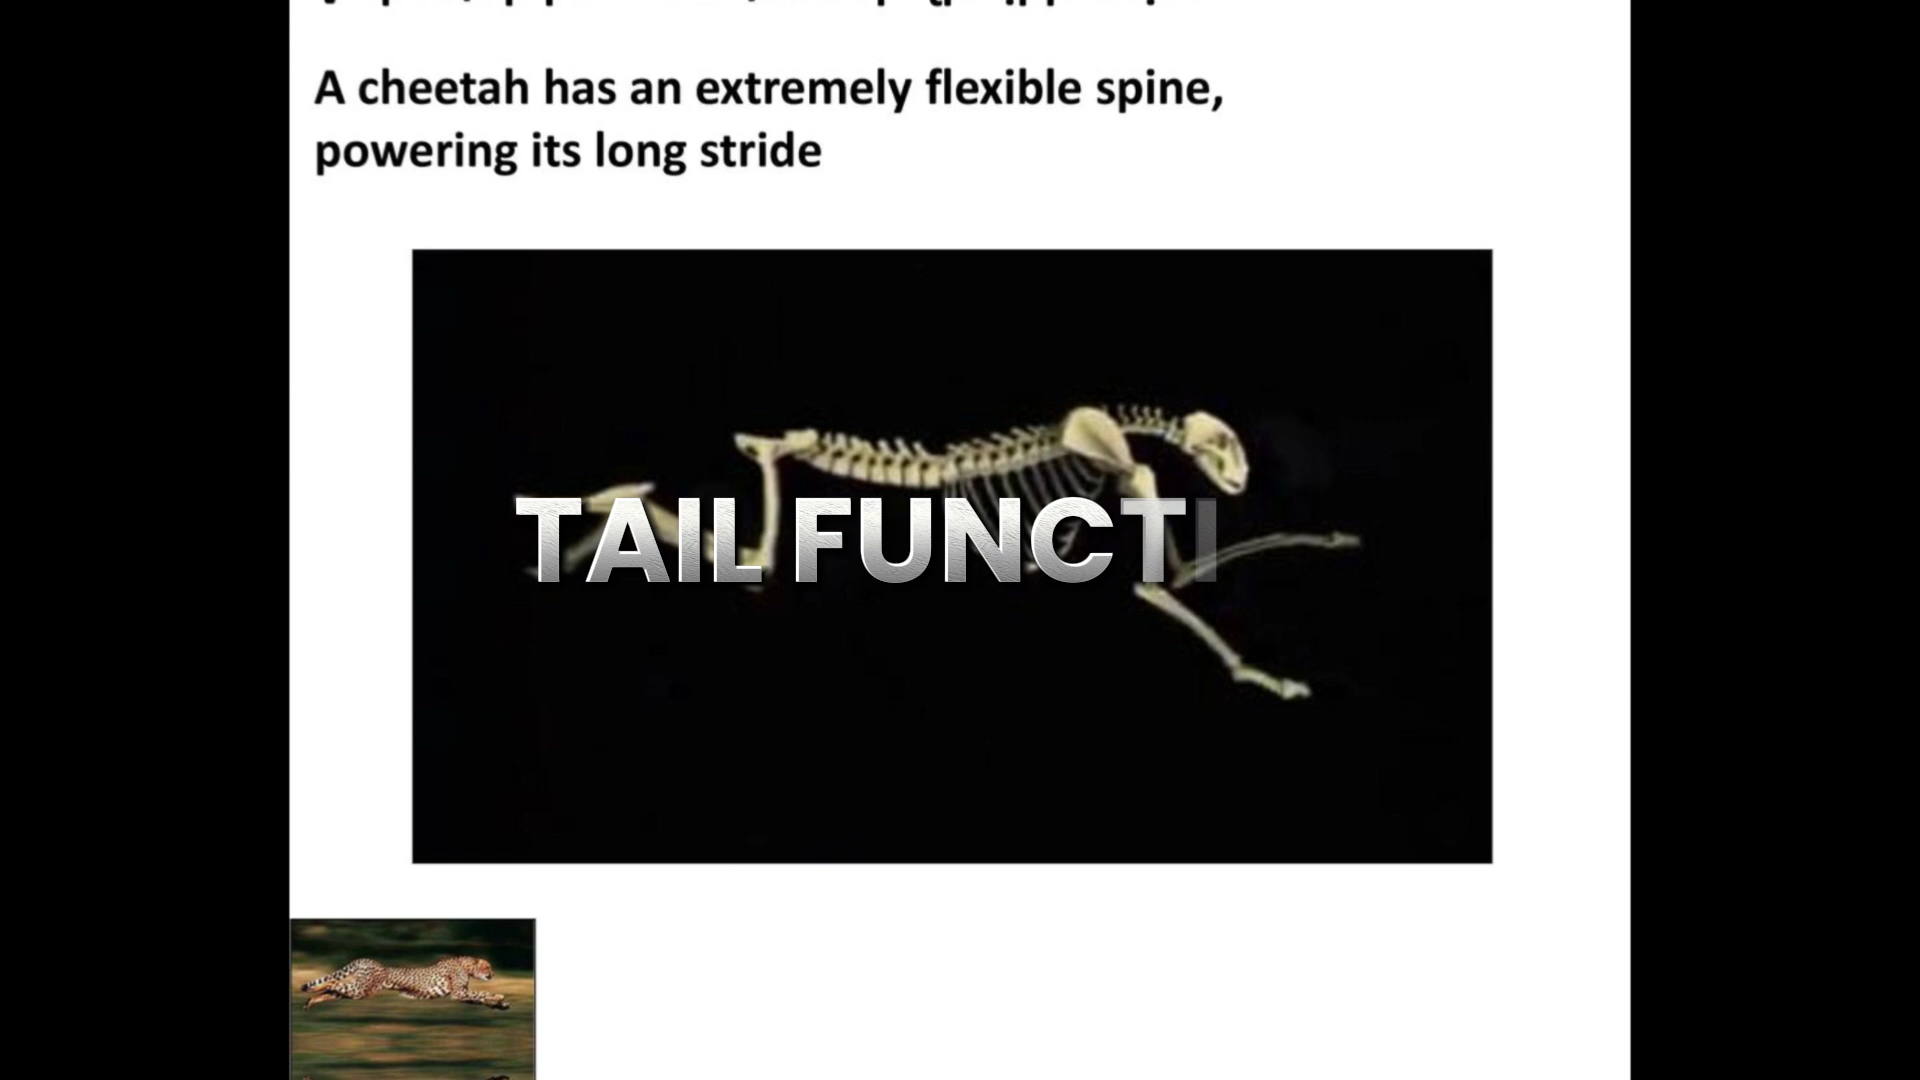 A cheetah has an extremely flexible spine,
powering its long stride
TAIL FUNCTI